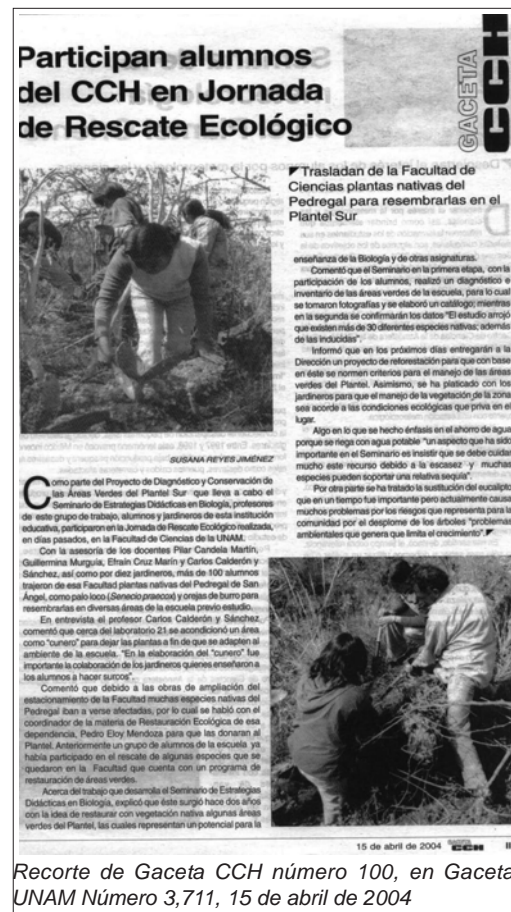 Participan alumnos
del CCH en Jornada
de Rescate Ecológico
GACETA
CCH
Trasladan de la Facultad de
Ciencias plantas nativas del
Pedregal para resembrarlas en el
Plantel Sur
SUSANA REYES JIMÉNEZ
Como parte del Proyecto de Diagnóstico y Conservación de
las Áreas Verdes del Plantel Sur que lleva a cabo el
Seminario de Estrategias Didácticas en Biología, profesores
de este grupo de trabajo, alumnos y jardineros de esta institución
educativa, participaron en la Jornada de Rescate Ecológico realizada,
en días pasados, en la Facultad de Ciencias de la UNAM.
Con la asesoría de los docentes Pilar Candela Martín,
Guillermina Murguía, Efraín Cruz Marín y Carlos Calderón y
Sánchez, así como por diez jardineros, más de 100 alumnos
trajeron de esa Facultad plantas nativas del Pedregal de San
Ángel, como palo loco (Senecio praecox) y orejas de burro para
resembrarlas en diversas áreas de la escuela previo estudio.
En entrevista el profesor Carlos Calderón y Sánchez
comentó que cerca del laboratorio 21 se acondicionó un área
como "cunero" para dejar las plantas a fin de que se adapten al
ambiente de la escuela. "En la elaboración del "cunero" fue
importante la colaboración de los jardineros quienes enseñaron a
los alumnos a hacer surcos".
Comentó que debido a las obras de ampliación del
estacionamiento de la Facultad muchas especies nativas del
Pedregal iban a verse afectadas, por lo cual se habló con el
coordinador de la materia de Restauración Ecológica de esa
dependencia, Pedro Eloy Mendoza para que las donaran al
Plantel. Anteriormente un grupo de alumnos de la escuela ya
había participado en el rescate de algunas especies que se
quedaron en la Facultad que cuenta con un programa de
restauración de áreas verdes.
Acerca del trabajo que desarrolla el Seminario de Estrategias
Didácticas en Biología, explicó que éste surgió hace dos años
con la idea de restaurar con vegetación nativa algunas áreas
verdes del Plantel, las cuales representan un potencial para la
enseñanza de la Biología y de otras asignaturas.
Comentó que el Seminario en la primera etapa, con la
participación de los alumnos, realizó un diagnóstico e
inventario de las áreas verdes de la escuela, para lo cual
se tomaron fotografías y se elaboró un catálogo; mientras
en la segunda se confirmarán los datos "El estudio arrojó
que existen más de 30 diferentes especies nativas; además
de las inducidas".
Informó que en los próximos días entregarán a la
Dirección un proyecto de reforestación para que con base
en éste se normen criterios para el manejo de las áreas
verdes del Plantel. Asimismo, se ha platicado con los
jardineros para que el manejo de la vegetación de la zona
sea acorde a las condiciones ecológicas que priva en el
lugar.
Algo en lo que se hecho énfasis en el ahorro de agua
porque se riega con agua potable "un aspecto que ha sido
importante en el Seminario es insistir que se debe cuidar
mucho este recurso debido a la escasez y muchas
especies pueden soportar una relativa sequía".
Por otra parte se ha tratado la sustitución del eucalipto
que en un tiempo fue importante pero actualmente causa
muchos problemas por los riesgos que representa para la
comunidad por el desplome de los árboles "problemas
ambientales que genera que limita el crecimiento".
15 de abril de 2004 GACETA CCH
Recorte de Gaceta CCH número 100, en Gaceta
UNAM Número 3,711, 15 de abril de 2004